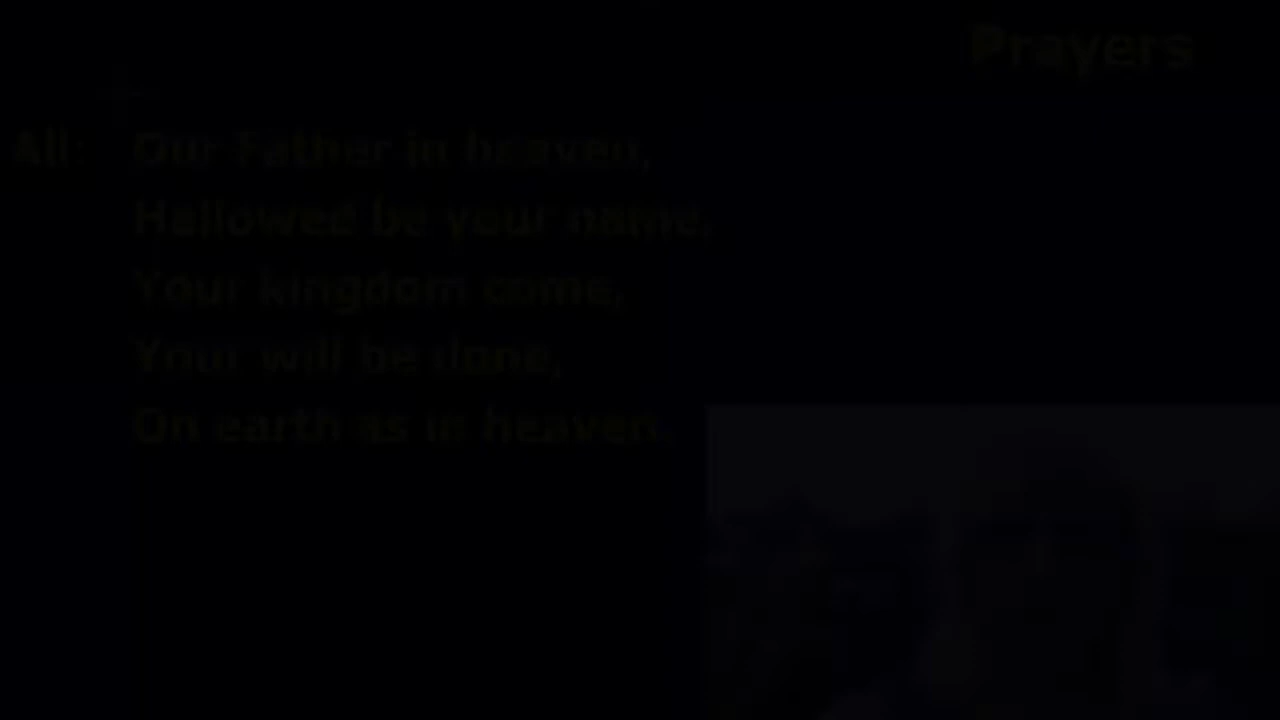 Prayers
All: Our Father in heaven,
Hallowed be your name,
Your kingdom come,
Your will be done,
On earth as in heaven.